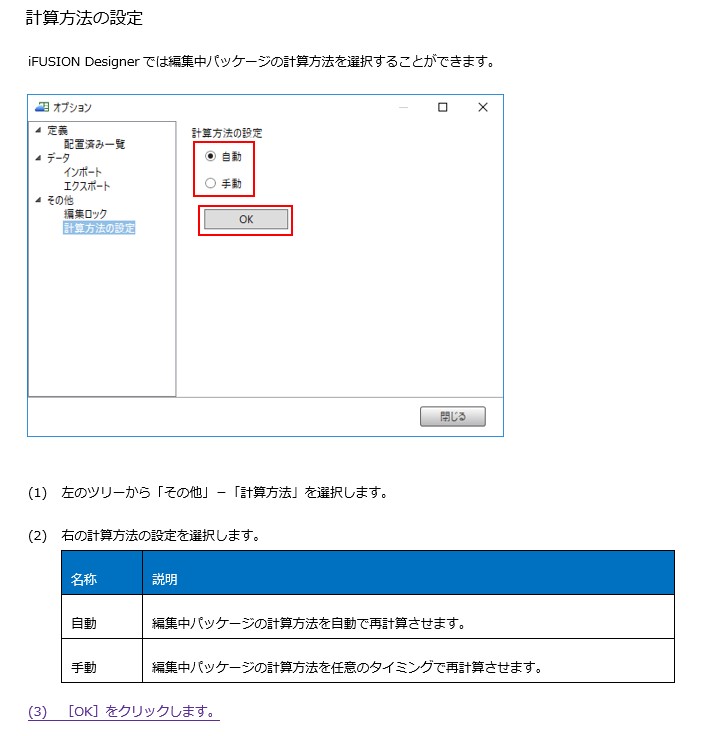 計算方法の設定
iFUSION Designer では編集中パッケージの計算方法を選択することができます。
オプション
定義
配置済み一覧
データ
インポート
エクスポート
その他
編集ロック
計算方法の設定
計算方法の設定
自動
手動
OK
閉じる
(1) 左のツリーから「その他」－「計算方法」を選択します。
(2) 右の計算方法の設定を選択します。
名称 説明
自動 編集中パッケージの計算方法を自動で再計算させます。
手動 編集中パッケージの計算方法を任意のタイミングで再計算させます。
(3) ［OK］をクリックします。